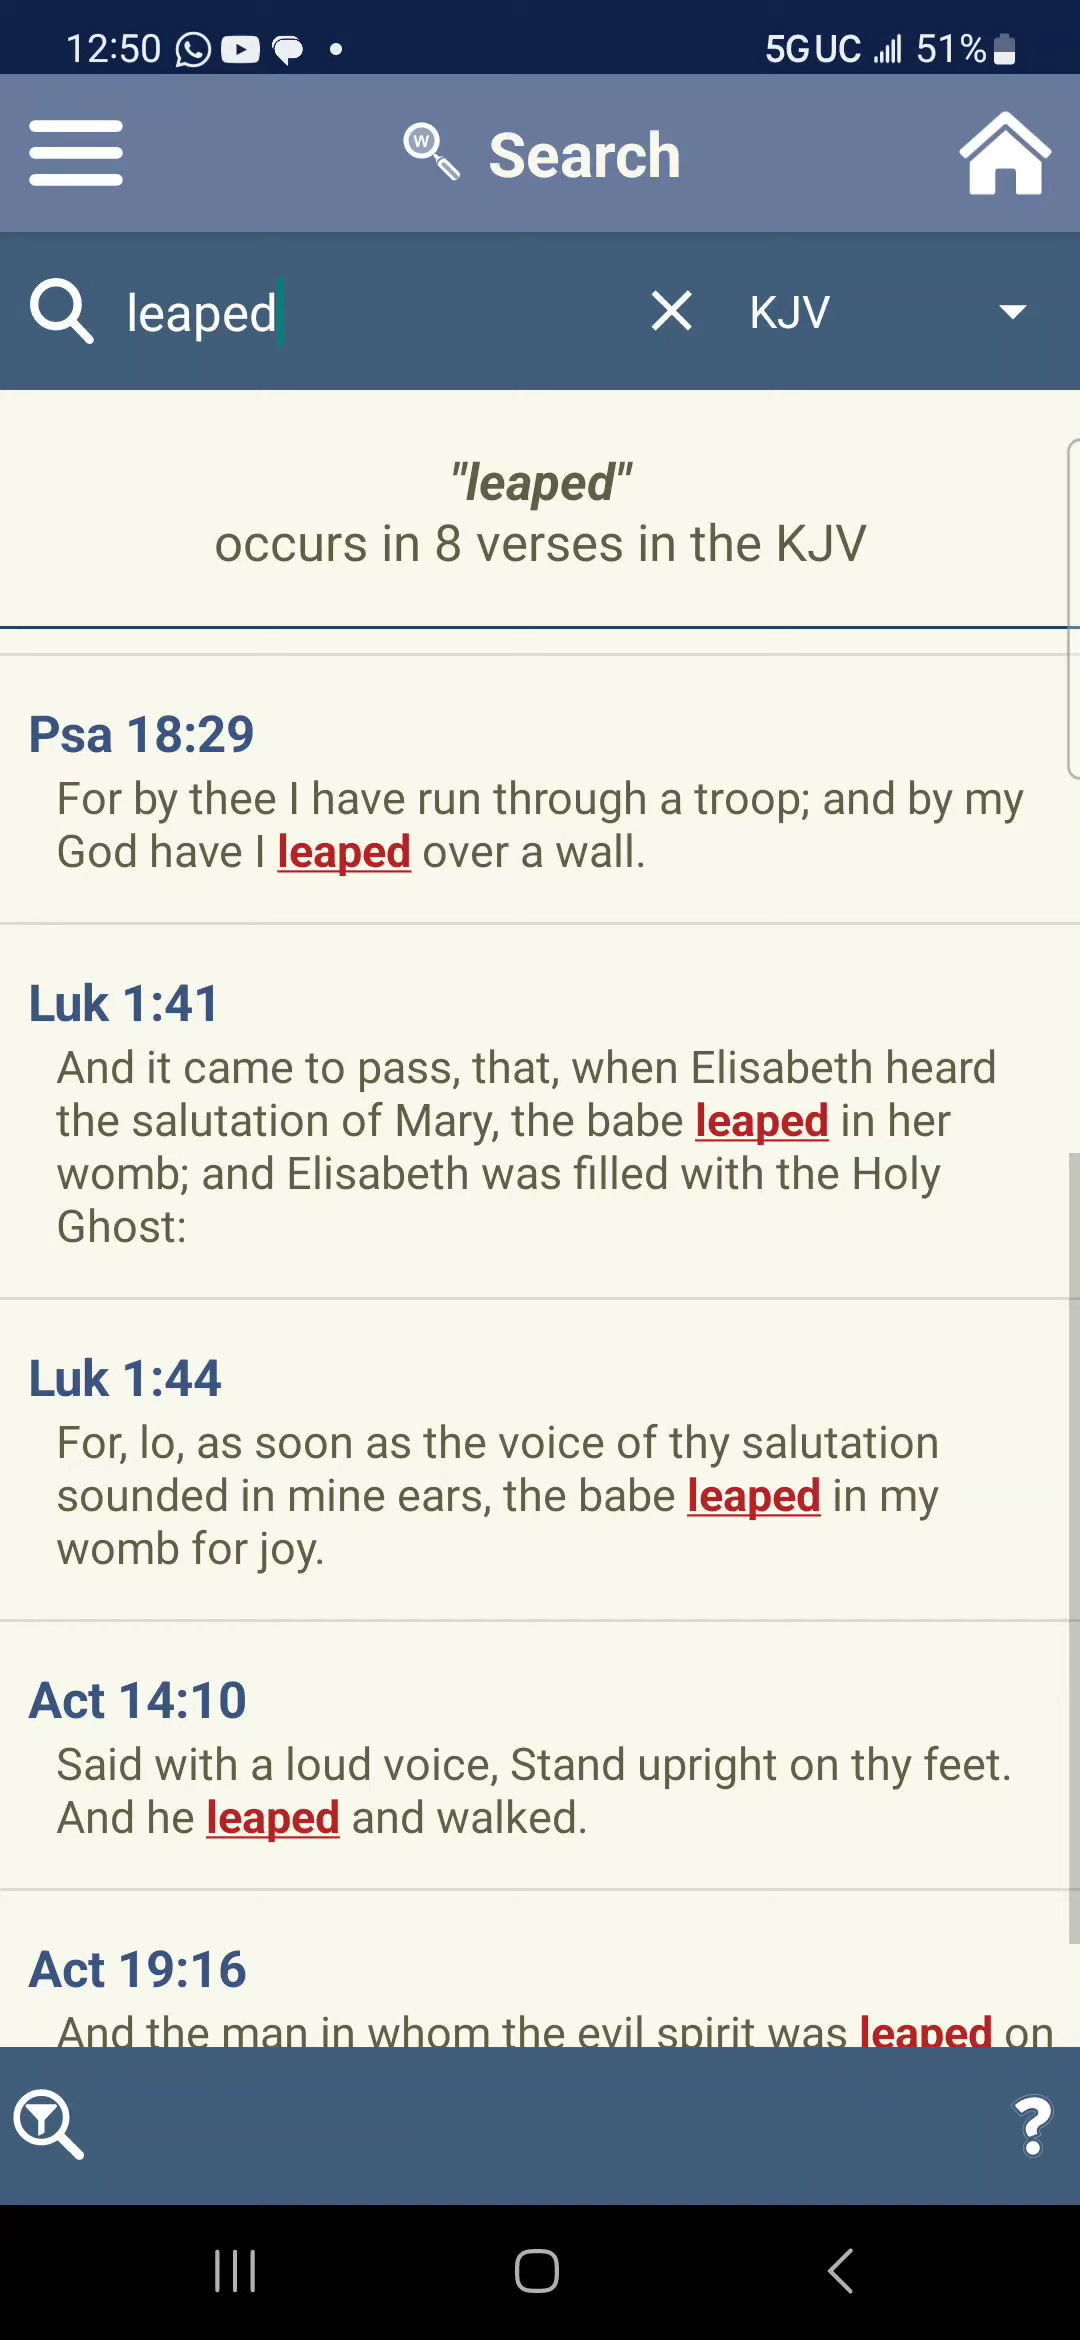 12:50
5G UC 51%
W Search
leaped
KJV
"leaped"
occurs in 8 verses in the KJV
Psa 18:29
For by thee I have run through a troop; and by my
God have I leaped over a wall.
Luk 1:41
And it came to pass, that, when Elisabeth heard
the salutation of Mary, the babe leaped in her
womb; and Elisabeth was filled with the Holy
Ghost:
Luk 1:44
For, lo, as soon as the voice of thy salutation
sounded in mine ears, the babe leaped in my
womb for joy.
Act 14:10
Said with a loud voice, Stand upright on thy feet.
And he leaped and walked.
Act 19:16
And the man in whom the evil spirit was leaped on
?